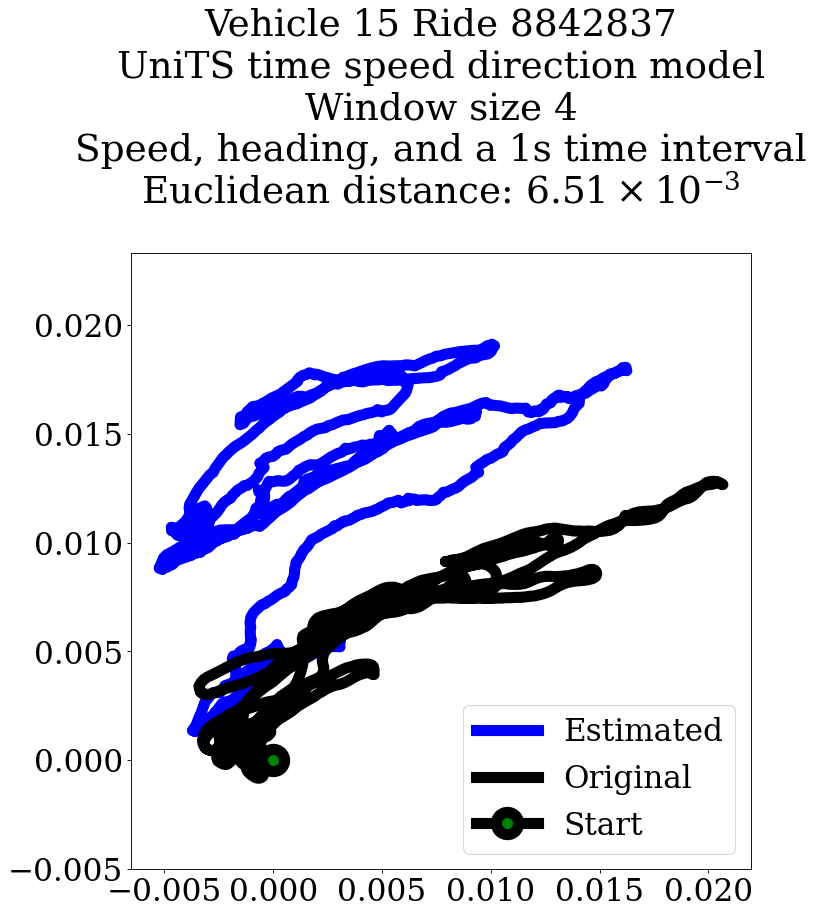 Vehicle 15 Ride 8842837
UniTS time speed direction model
Window size 4
Speed, heading, and a 1s time interval
Euclidean distance: 6.51 × 10⁻³
0.020
0.015
0.010
0.005
0.000
−0.005
−0.005 0.000 0.005 0.010 0.015 0.020
Estimated
Original
Start